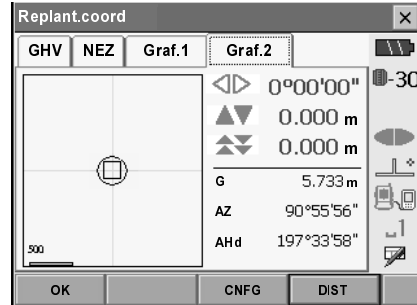 Replant.coord
GHV NEZ Graf.1 Graf.2
0°00'00"
-30
0.000 m
0.000 m
G 5.733 m
AZ 90°55'56"
AHd 197°33'58"
500
1
OK CNFG DIST